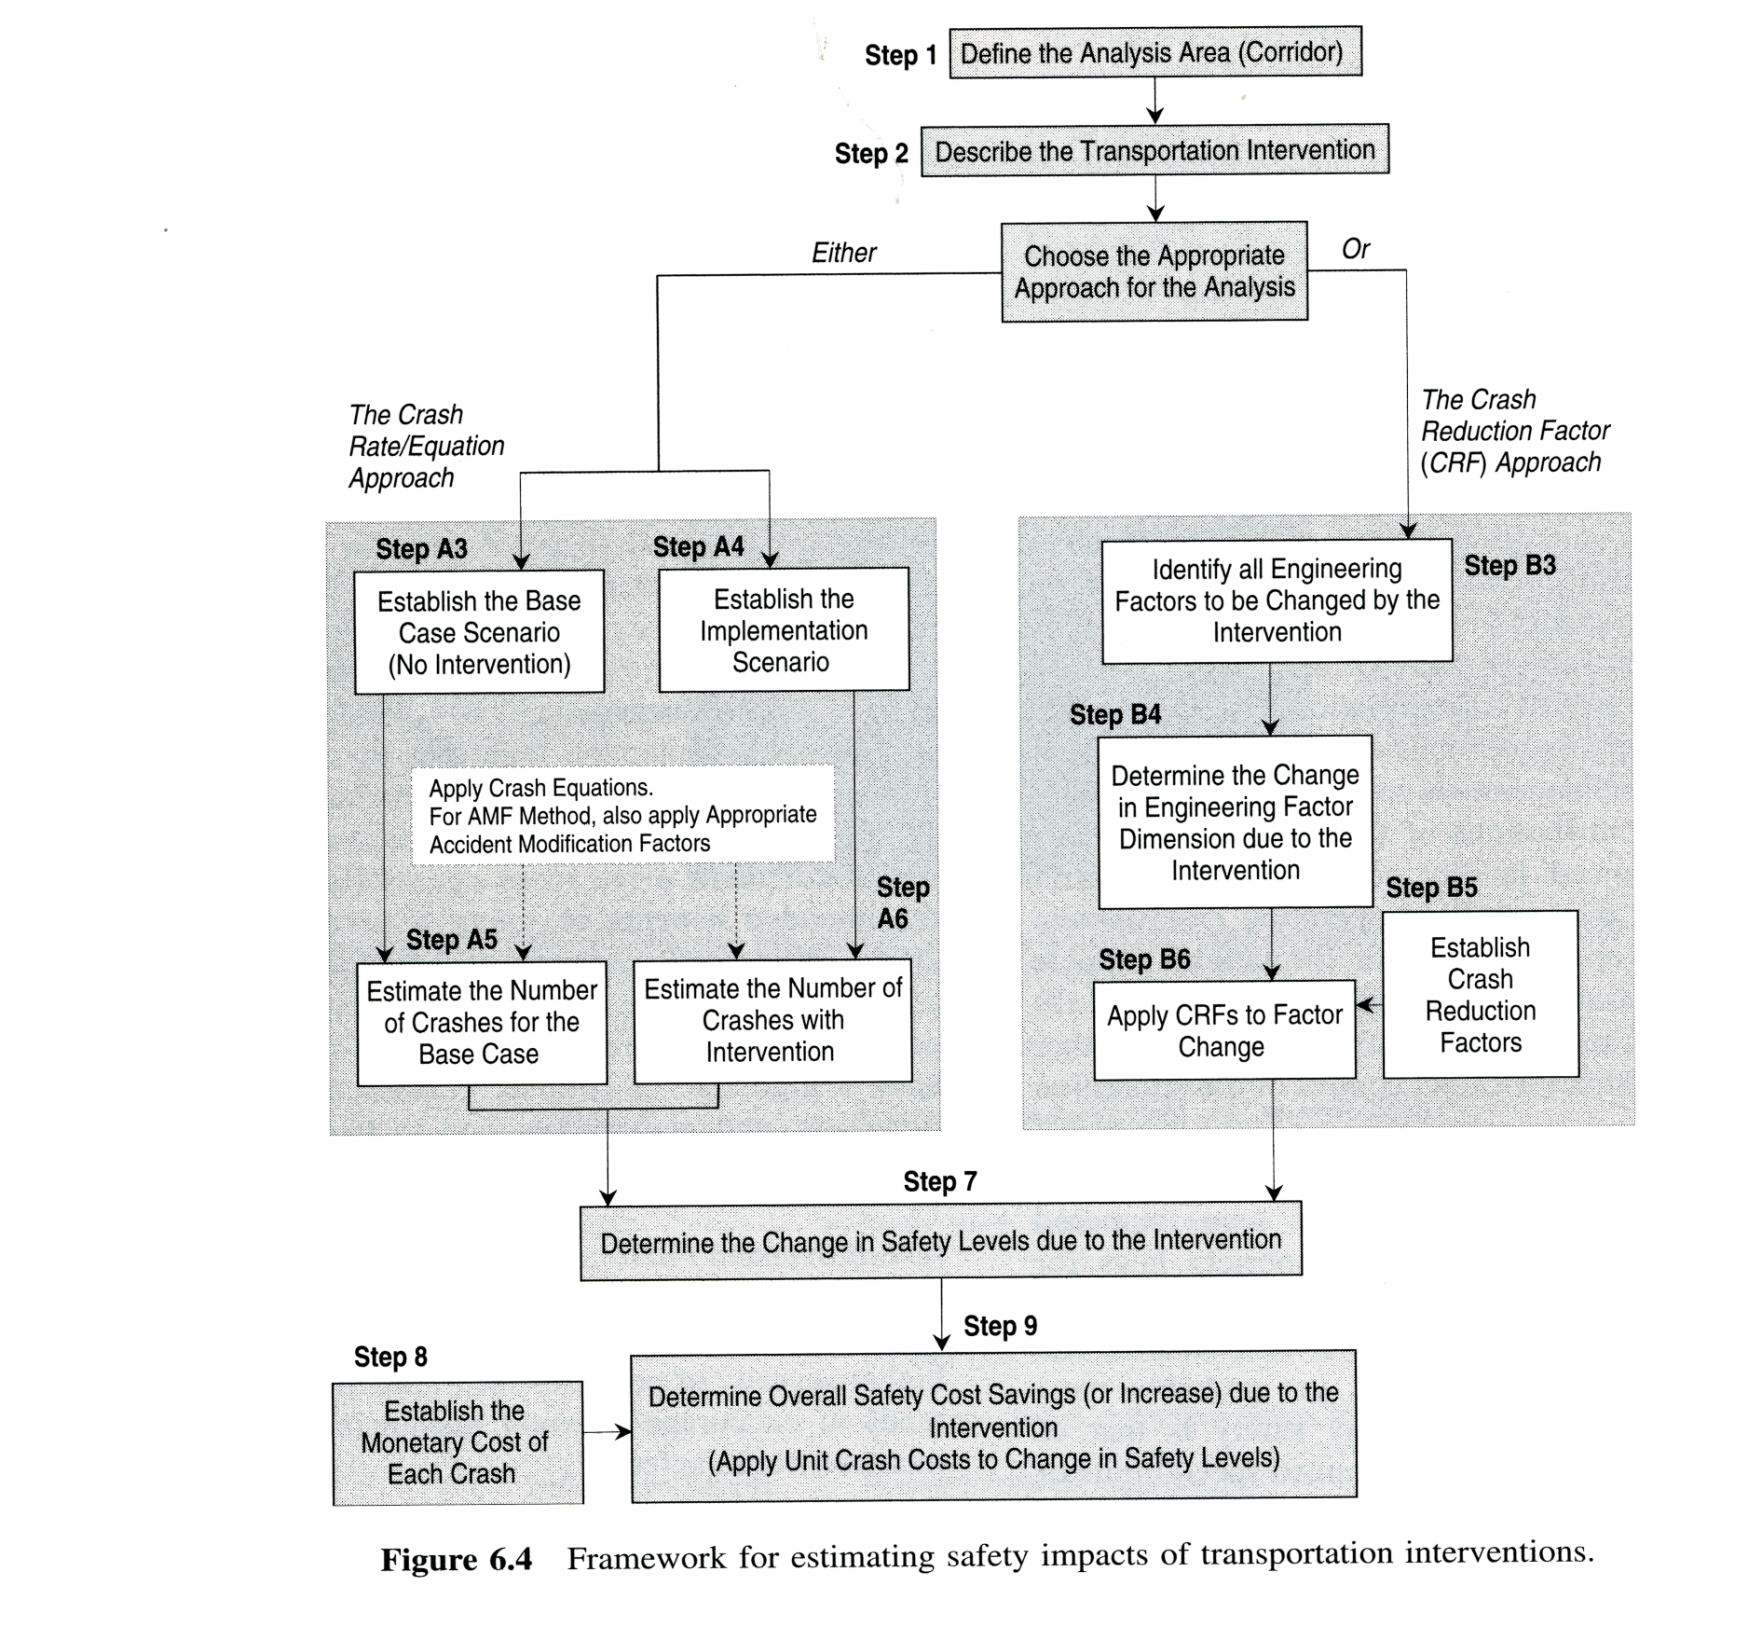 Step 1
Define the Analysis Area (Corridor)
Step 2
Describe the Transportation Intervention
Either
Choose the Appropriate
Approach for the Analysis
Or
The Crash
Rate/Equation
Approach
The Crash
Reduction Factor
(CRF) Approach
Step A3
Establish the Base
Case Scenario
(No Intervention)
Step A4
Establish the
Implementation
Scenario
Apply Crash Equations.
For AMF Method, also apply Appropriate
Accident Modification Factors
Step A5
Estimate the Number
of Crashes for the
Base Case
Step
A6
Estimate the Number of
Crashes with
Intervention
Step B3
Identify all Engineering
Factors to be Changed by the
Intervention
Step B4
Determine the Change
in Engineering Factor
Dimension due to the
Intervention
Step B5
Establish
Crash
Reduction
Factors
Step B6
Apply CRFs to Factor
Change
Step 7
Determine the Change in Safety Levels due to the Intervention
Step 8
Establish the
Monetary Cost of
Each Crash
Step 9
Determine Overall Safety Cost Savings (or Increase) due to the
Intervention
(Apply Unit Crash Costs to Change in Safety Levels)
Figure 6.4 Framework for estimating safety impacts of transportation interventions.